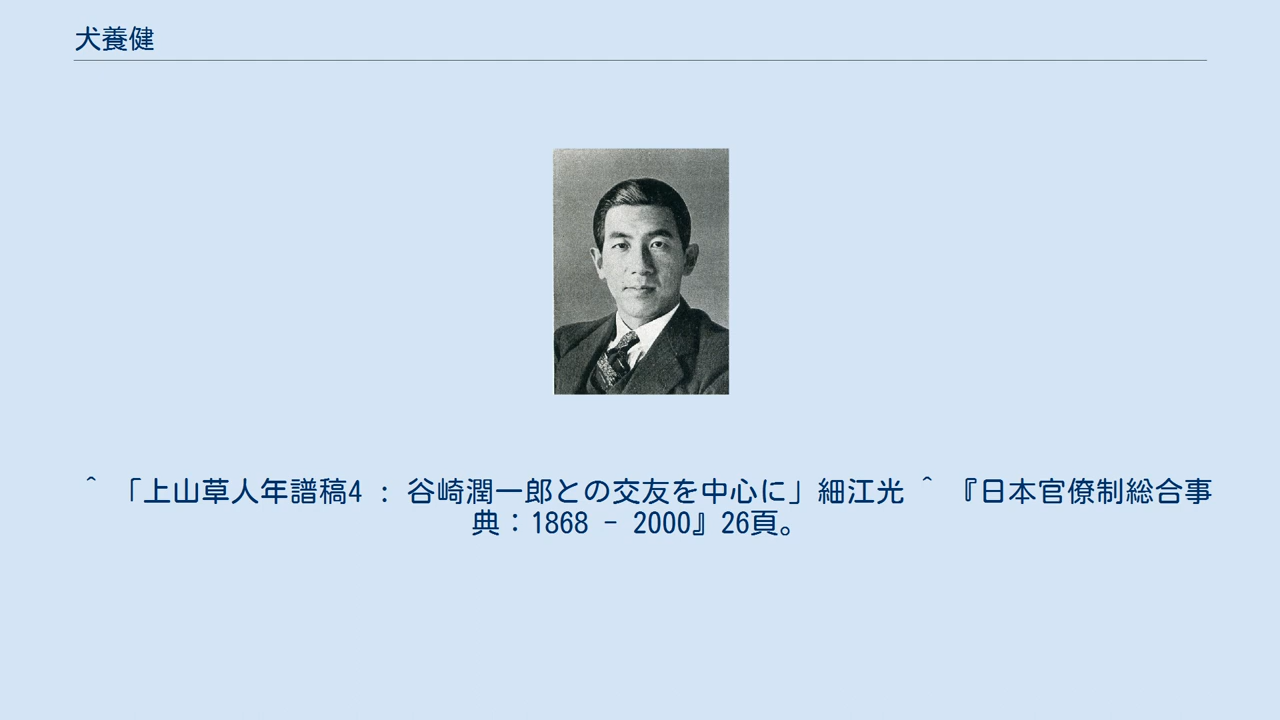 犬養健
^ 「上山草人年譜稿4 : 谷崎潤一郎との交友を中心に」細江光 ^ 『日本官僚制総合事
典：1868 - 2000』26頁。